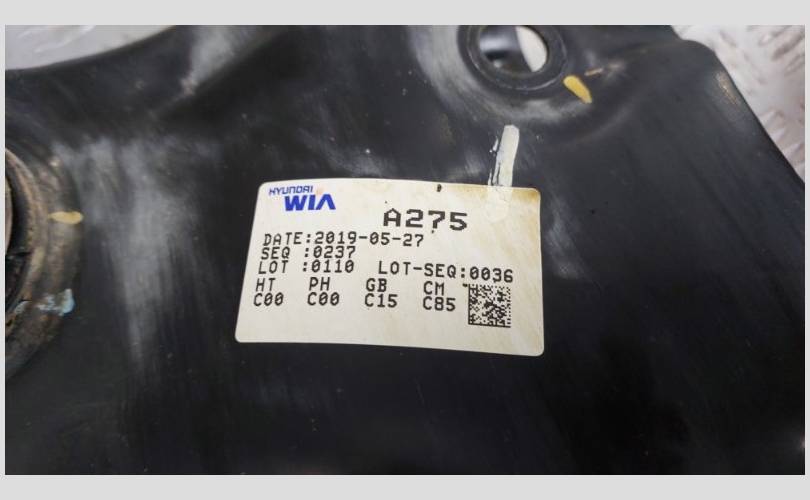 HYUNDAI
WIA
A275
DATE:2019-05-27
SEQ :0237
LOT :0110 LOT-SEQ:0036
HT PH GB CM
C00 C00 C15 C85